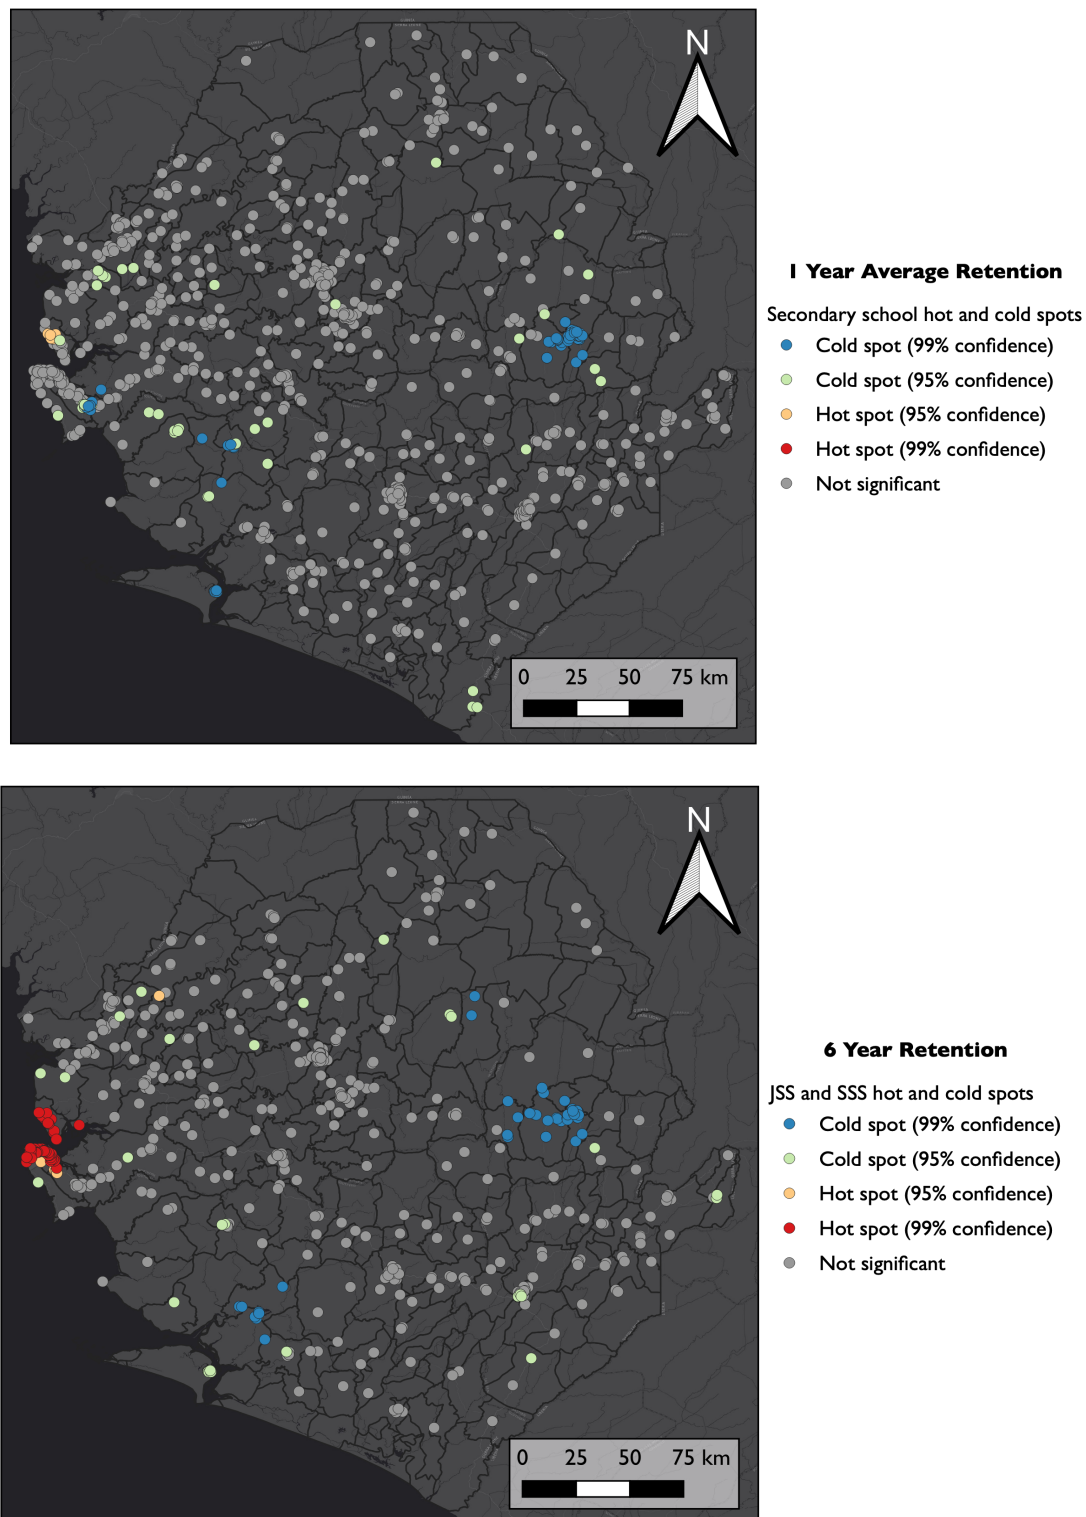 N
1 Year Average Retention
Secondary school hot and cold spots
Cold spot (99% confidence)
Cold spot (95% confidence)
Hot spot (95% confidence)
Hot spot (99% confidence)
Not significant
0 25 50 75 km
N
6 Year Retention
JSS and SSS hot and cold spots
Cold spot (99% confidence)
Cold spot (95% confidence)
Hot spot (95% confidence)
Hot spot (99% confidence)
Not significant
0 25 50 75 km